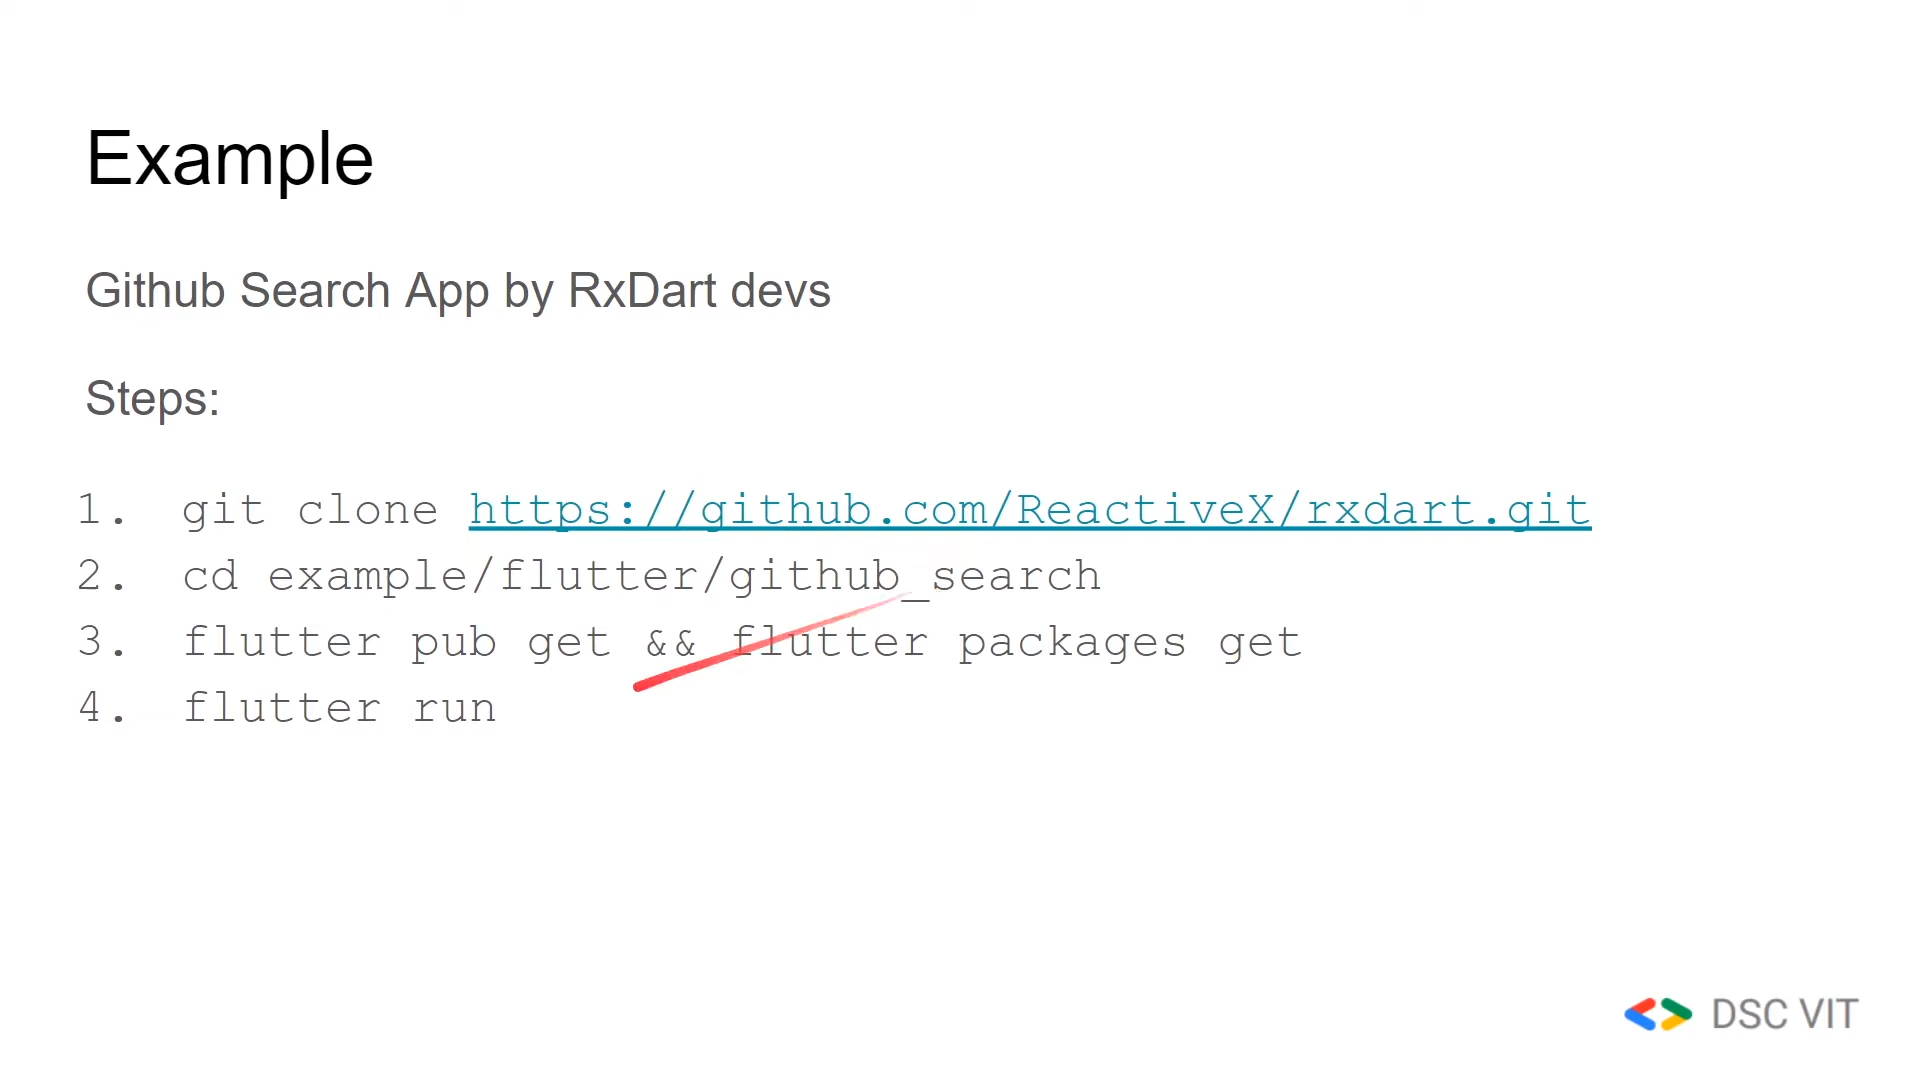 Example
Github Search App by RxDart devs
Steps:
1. git clone https://github.com/ReactiveX/rxdart.git
2. cd example/flutter/github_search
3. flutter pub get && flutter packages get
4. flutter run
DSC VIT